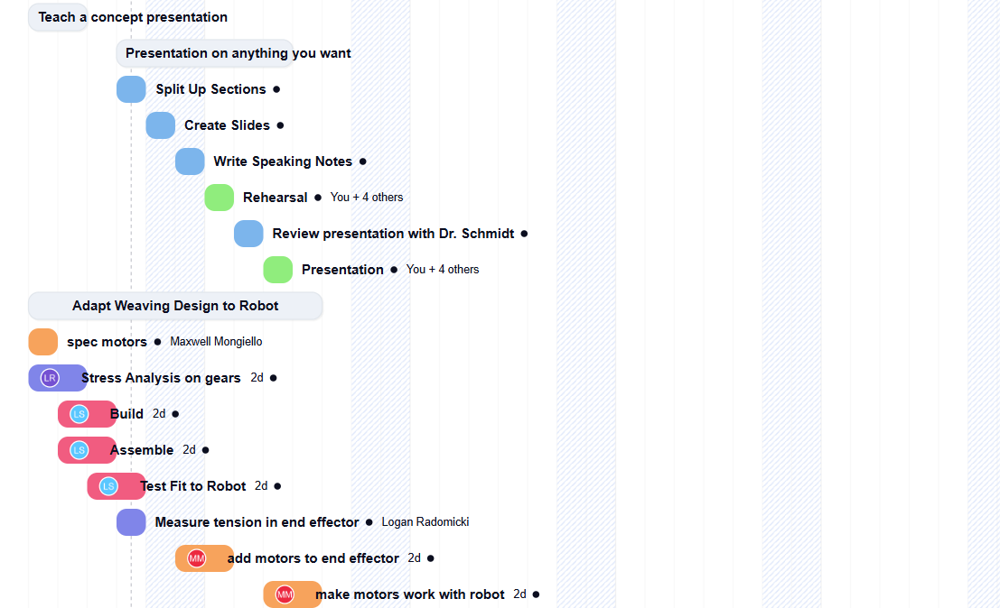 Teach a concept presentation
Presentation on anything you want
Split Up Sections
Create Slides
Write Speaking Notes
Rehearsal You + 4 others
Review presentation with Dr. Schmidt
Presentation You + 4 others
Adapt Weaving Design to Robot
spec motors Maxwell Mongiello
LR Stress Analysis on gears 2d
LS Build 2d
LS Assemble 2d
LS Test Fit to Robot 2d
Measure tension in end effector Logan Radomicki
MM add motors to end effector 2d
MM make motors work with robot 2d